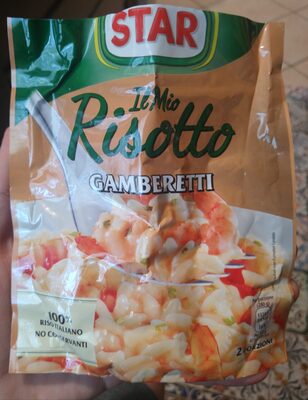 STAR
Il Mio
Risotto
GAMBERETTI
100%
RISO ITALIANO
NO CONSERVANTI
2 PORZIONI